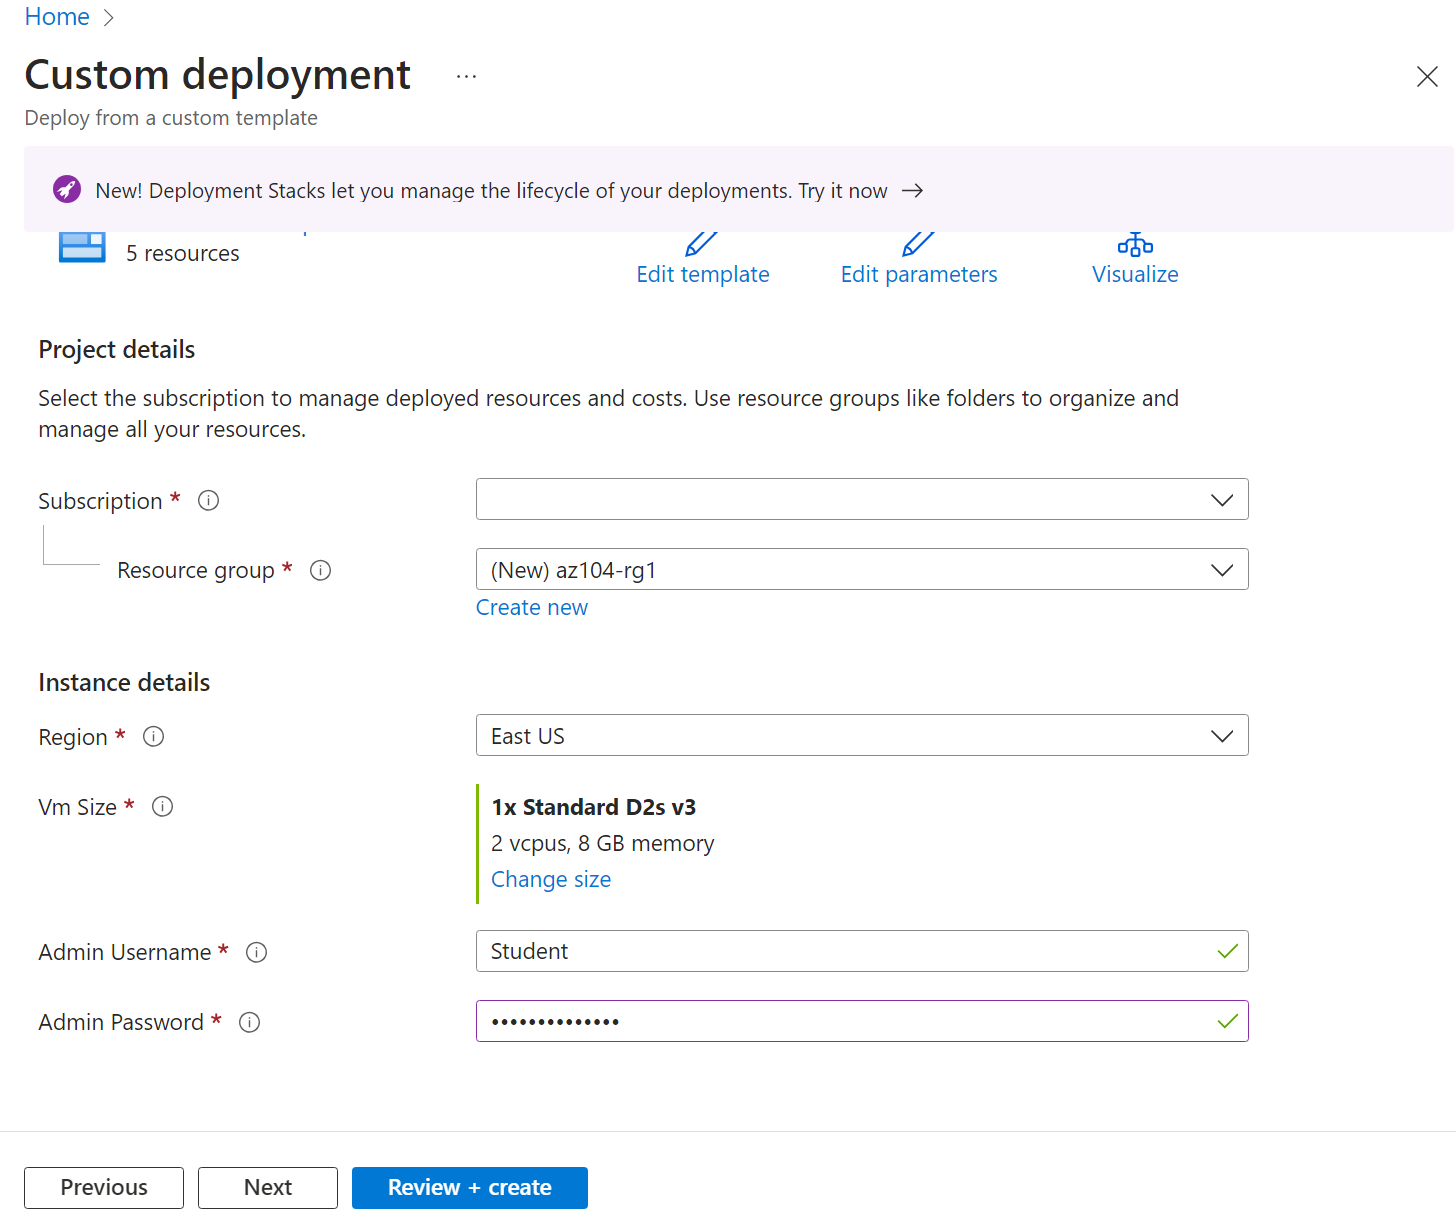 Home
Custom deployment
Deploy from a custom template
New! Deployment Stacks let you manage the lifecycle of your deployments. Try it now
5 resources
Edit template
Edit parameters
Visualize
Project details
Select the subscription to manage deployed resources and costs. Use resource groups like folders to organize and
manage all your resources.
Subscription *
Resource group *
(New) az104-rg1
Create new
Instance details
Region *
East US
Vm Size *
1x Standard D2s v3
2 vcpus, 8 GB memory
Change size
Admin Username *
Student
Admin Password *
••••••••••••••
Previous
Next
Review + create